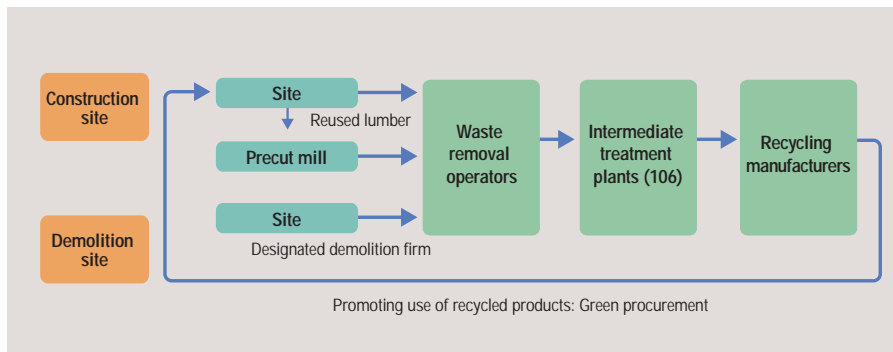 Construction
site
Site
Reused lumber
Precut mill
Demolition
site
Site
Designated demolition firm
Waste
removal
operators
Intermediate
treatment
plants (106)
Recycling
manufacturers
Promoting use of recycled products: Green procurement